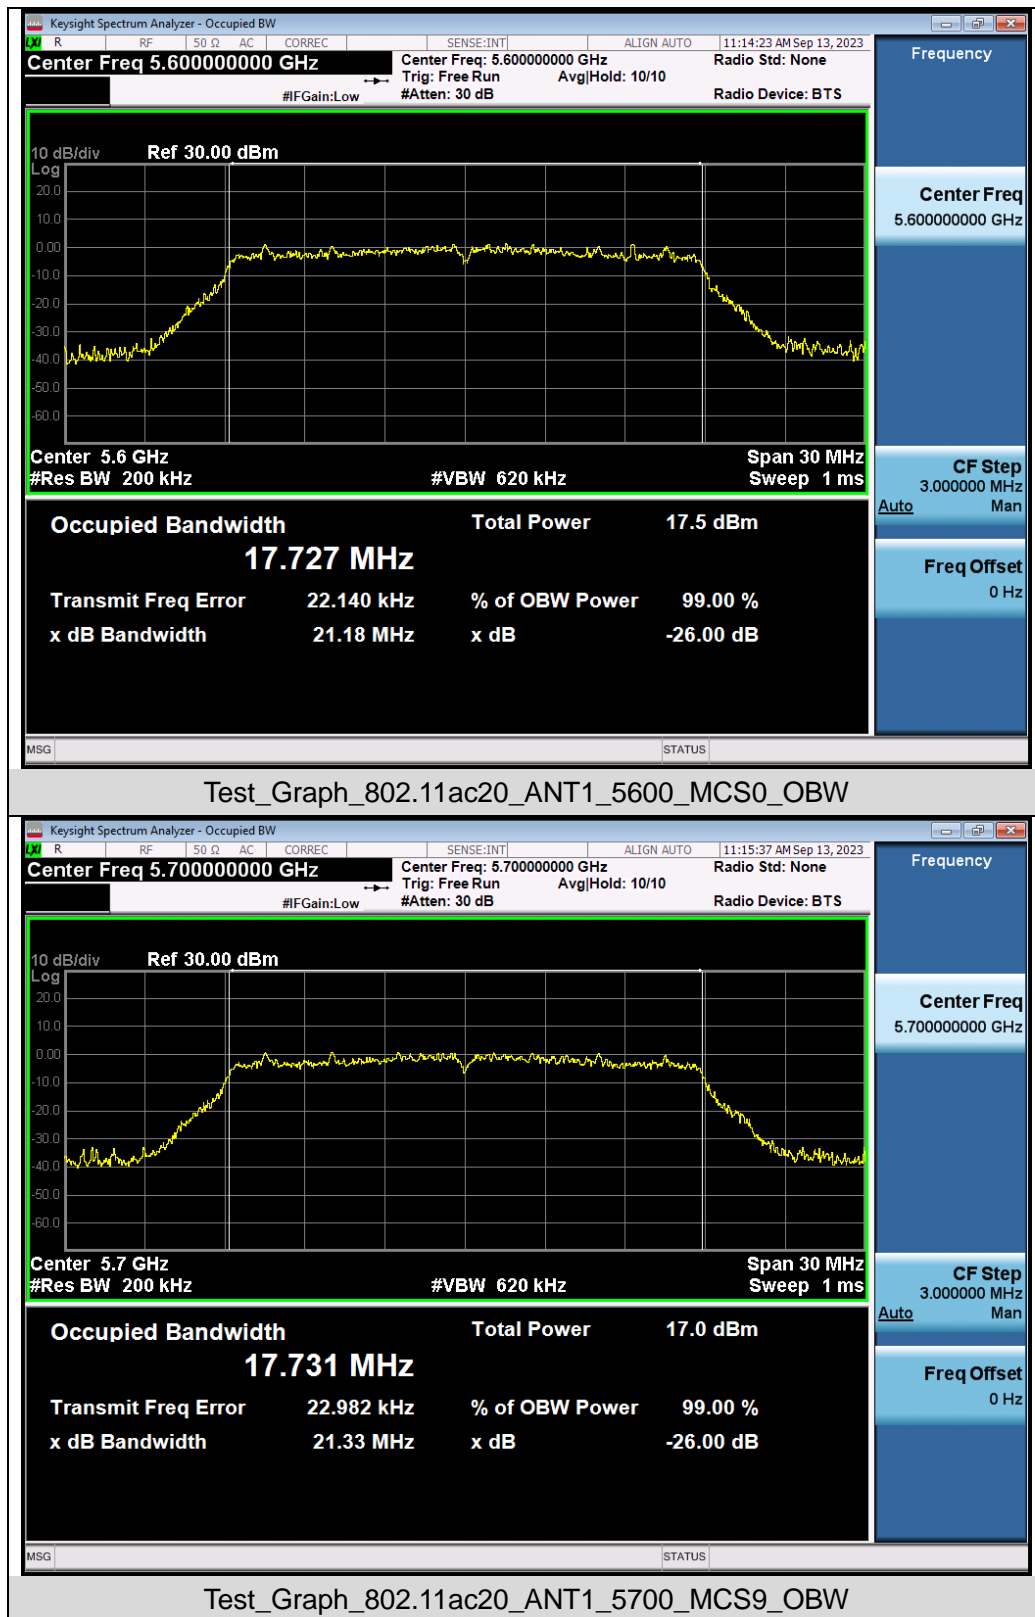 Keysight Spectrum Analyzer - Occupied BW
LXI R RF 50 Ω AC CORREC SENSE:INT ALIGN AUTO 11:14:23 AM Sep 13, 2023
Center Freq 5.600000000 GHz
Center Freq: 5.600000000 GHz
Radio Std: None
Trig: Free Run Avg|Hold: 10/10
#IFGain:Low
#Atten: 30 dB
Radio Device: BTS
Frequency
10 dB/div Ref 30.00 dBm
Log
20.0
10.0
0.00
-10.0
-20.0
-30.0
-40.0
-50.0
-60.0
Center 5.6 GHz Span 30 MHz
#Res BW 200 kHz #VBW 620 kHz Sweep 1 ms
Center Freq
5.600000000 GHz
CF Step
3.000000 MHz
Auto Man
Freq Offset
0 Hz
Occupied Bandwidth Total Power 17.5 dBm
17.727 MHz
Transmit Freq Error 22.140 kHz % of OBW Power 99.00 %
x dB Bandwidth 21.18 MHz x dB -26.00 dB
MSG STATUS
Test_Graph_802.11ac20_ANT1_5600_MCS0_OBW
Keysight Spectrum Analyzer - Occupied BW
LXI R RF 50 Ω AC CORREC SENSE:INT ALIGN AUTO 11:15:37 AM Sep 13, 2023
Center Freq 5.700000000 GHz
Center Freq: 5.700000000 GHz
Radio Std: None
Trig: Free Run Avg|Hold: 10/10
#IFGain:Low
#Atten: 30 dB
Radio Device: BTS
Frequency
10 dB/div Ref 30.00 dBm
Log
20.0
10.0
0.00
-10.0
-20.0
-30.0
-40.0
-50.0
-60.0
Center 5.7 GHz Span 30 MHz
#Res BW 200 kHz #VBW 620 kHz Sweep 1 ms
Center Freq
5.700000000 GHz
CF Step
3.000000 MHz
Auto Man
Freq Offset
0 Hz
Occupied Bandwidth Total Power 17.0 dBm
17.731 MHz
Transmit Freq Error 22.982 kHz % of OBW Power 99.00 %
x dB Bandwidth 21.33 MHz x dB -26.00 dB
MSG STATUS
Test_Graph_802.11ac20_ANT1_5700_MCS9_OBW